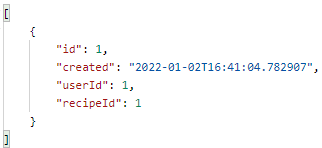 [
    {
        "id": 1,
        "created": "2022-01-02T16:41:04.782907",
        "userId": 1,
        "recipeId": 1
    }
]